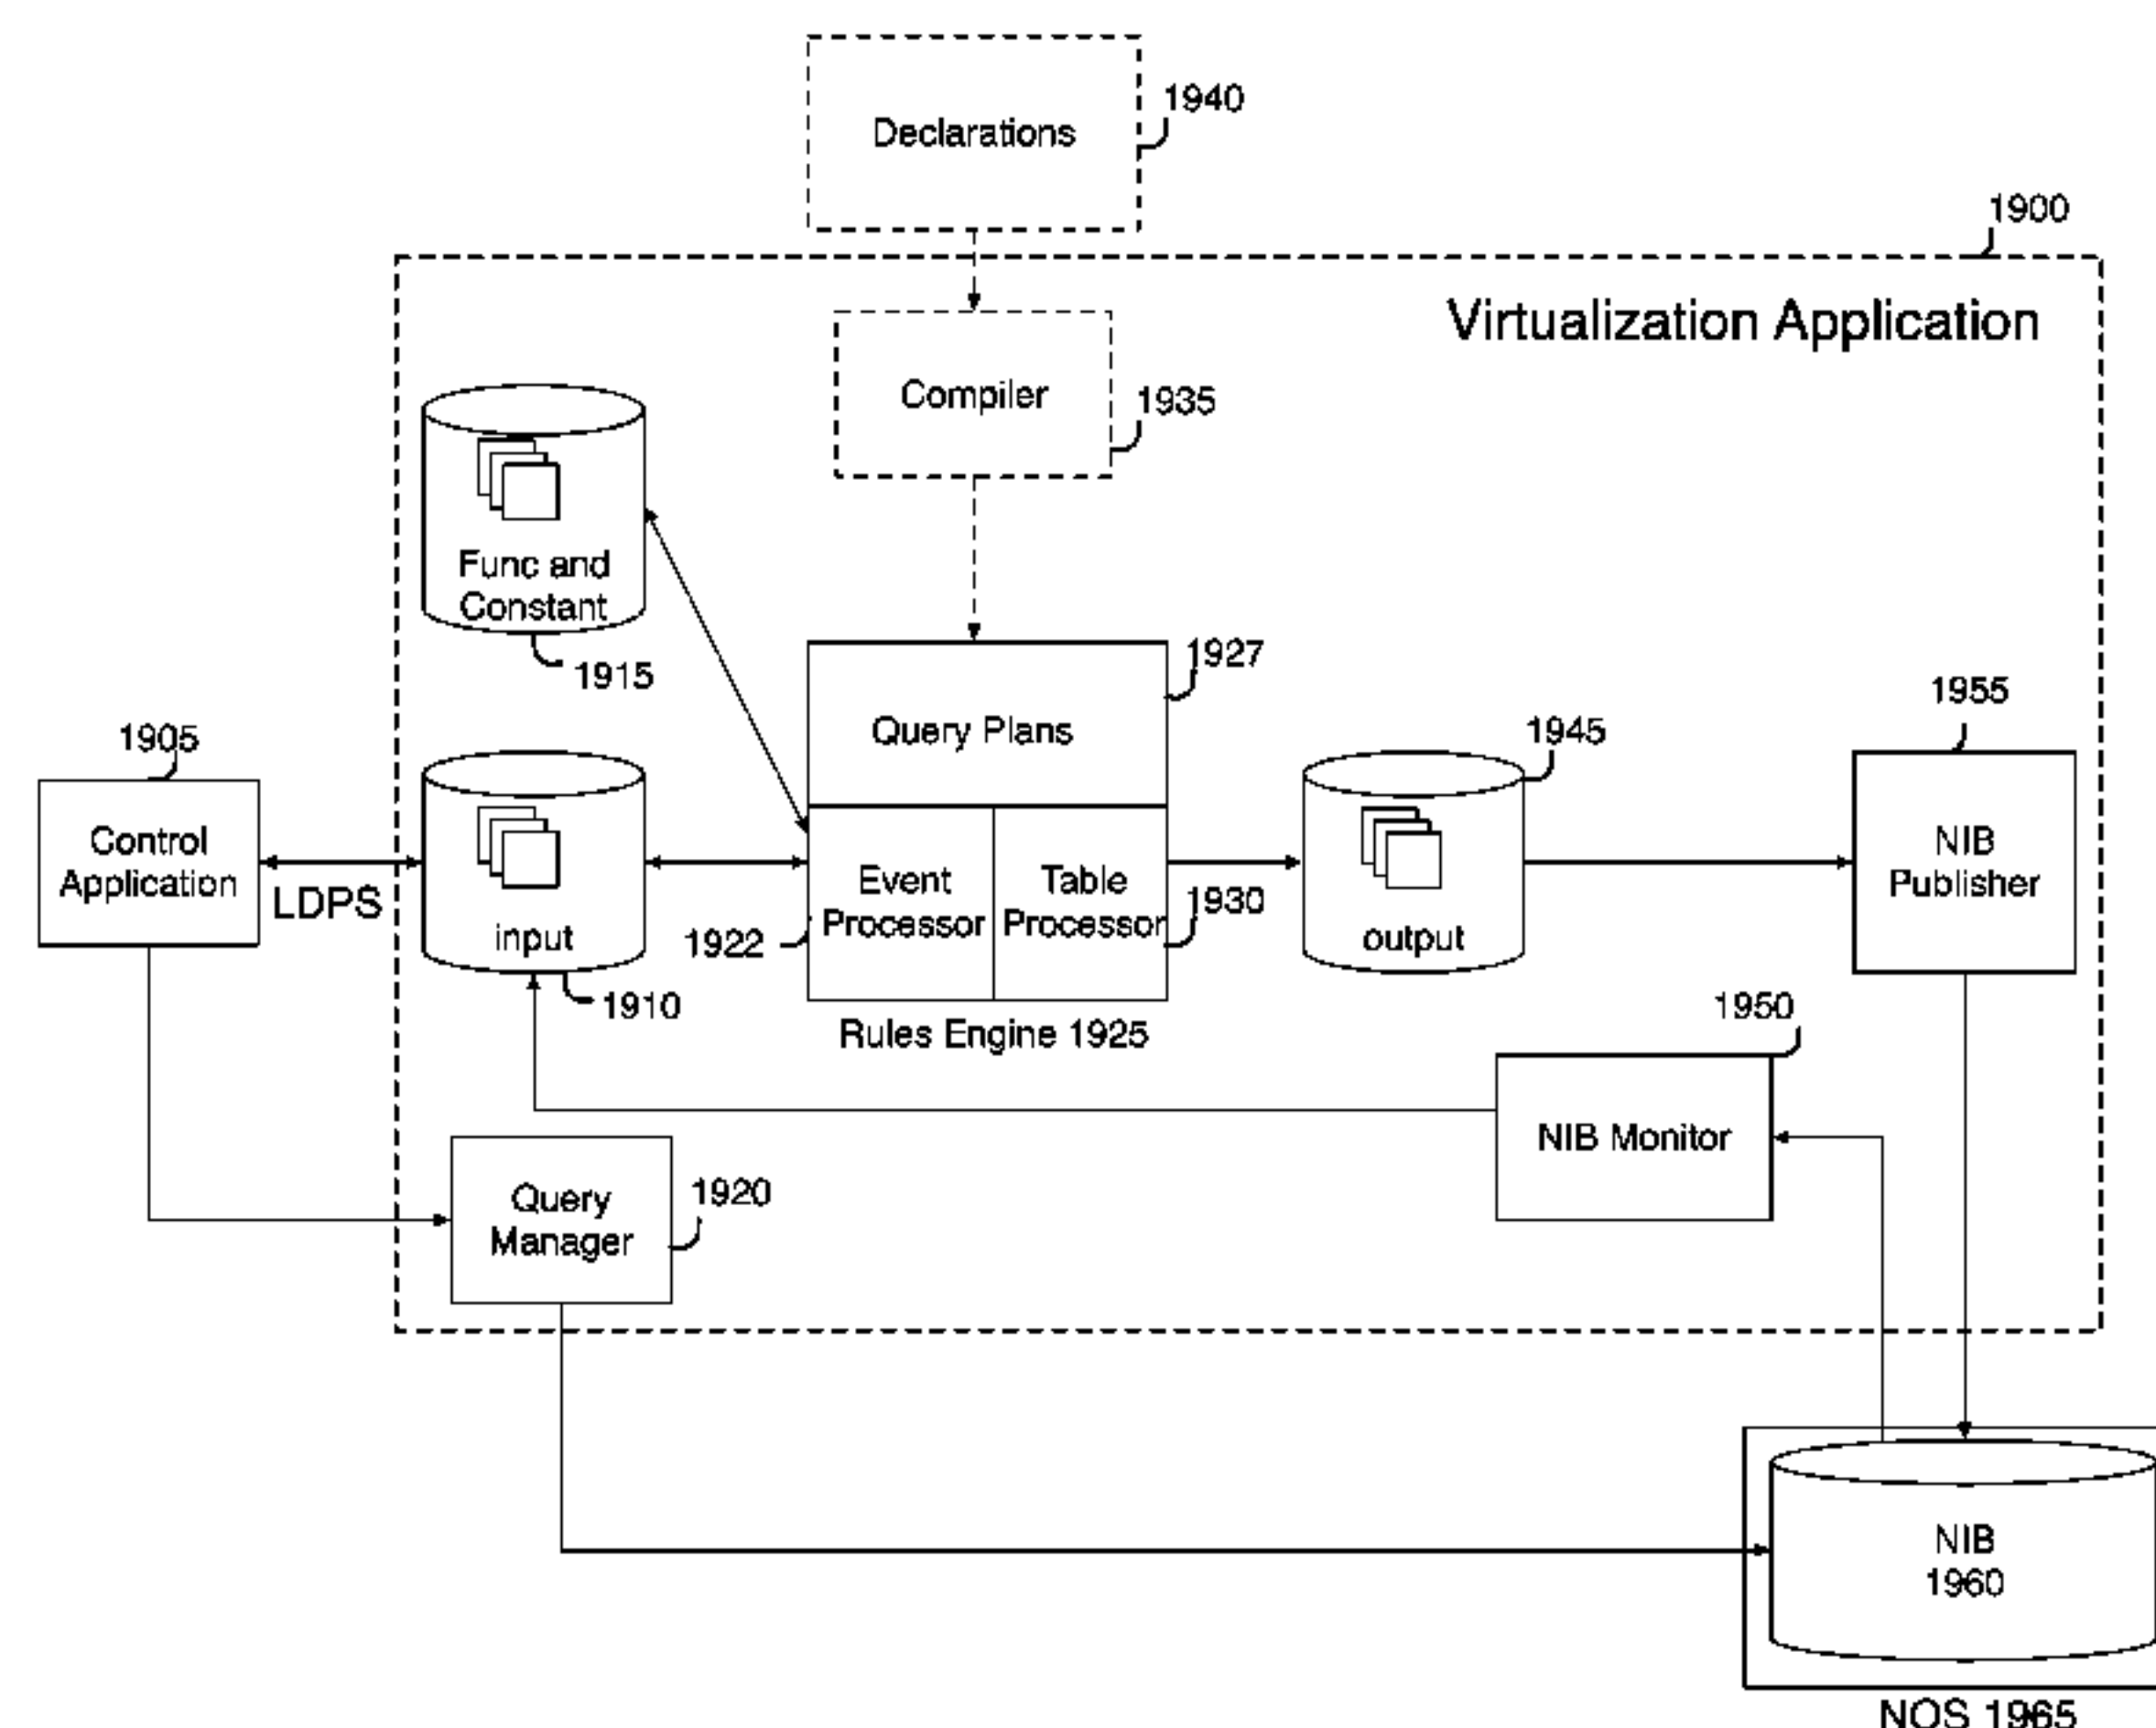 Declarations
1940
1900
Virtualization Application
Compiler
1935
Func and
Constant
1915
1927
Query Plans
1905
Control
Application
LDPS
input
1910
Event
Processor
1922
Table
Processor
1930
Rules Engine 1925
1945
output
1955
NIB
Publisher
1950
NIB Monitor
Query
Manager
1920
NIB
1960
NOS 1965